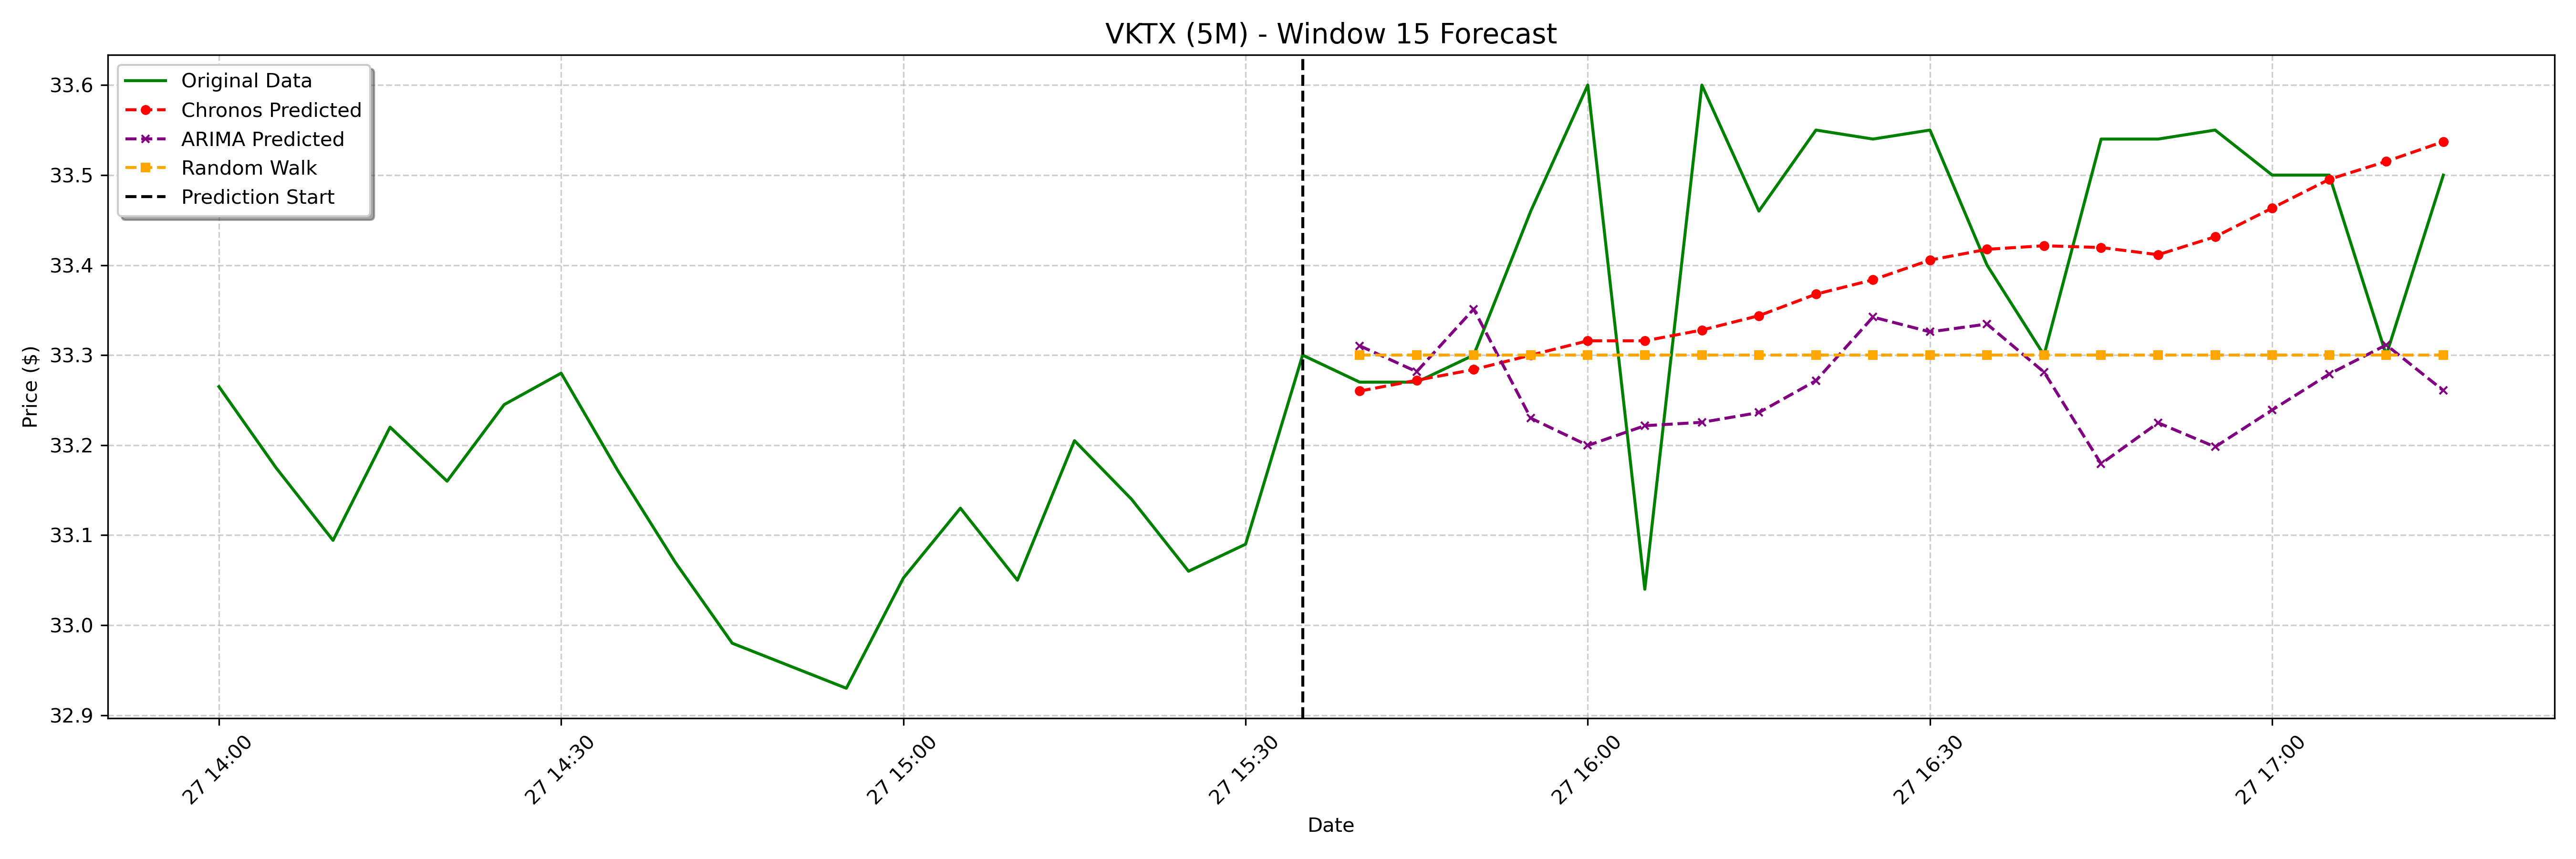 VKTX (5M) - Window 15 Forecast
Original Data
Chronos Predicted
ARIMA Predicted
Random Walk
Prediction Start
Price ($)
33.6
33.5
33.4
33.3
33.2
33.1
33.0
32.9
27 14:00
27 14:30
27 15:00
27 15:30
27 16:00
27 16:30
27 17:00
Date